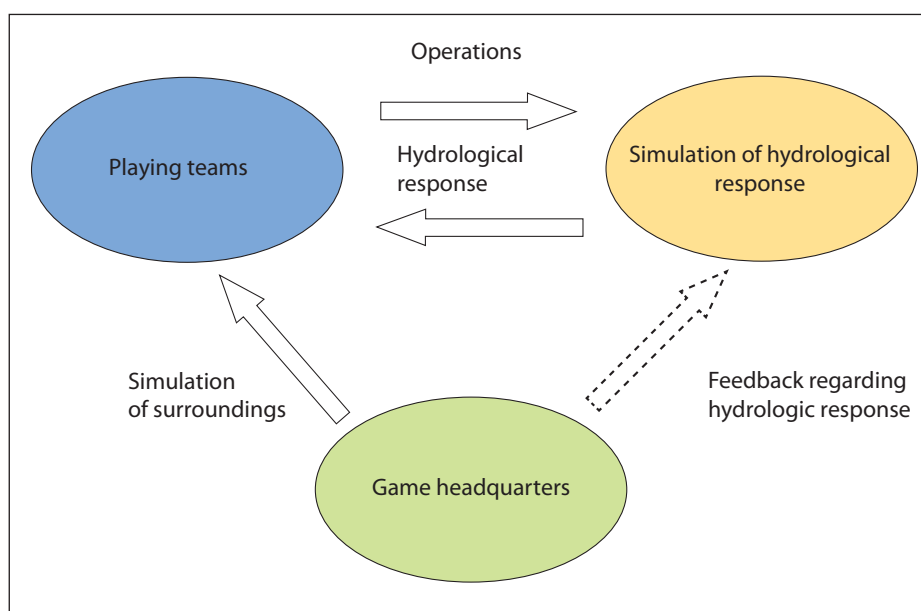 Operations
Playing teams
Hydrological
response
Simulation of hydrological
response
Simulation
of surroundings
Feedback regarding
hydrologic response
Game headquarters